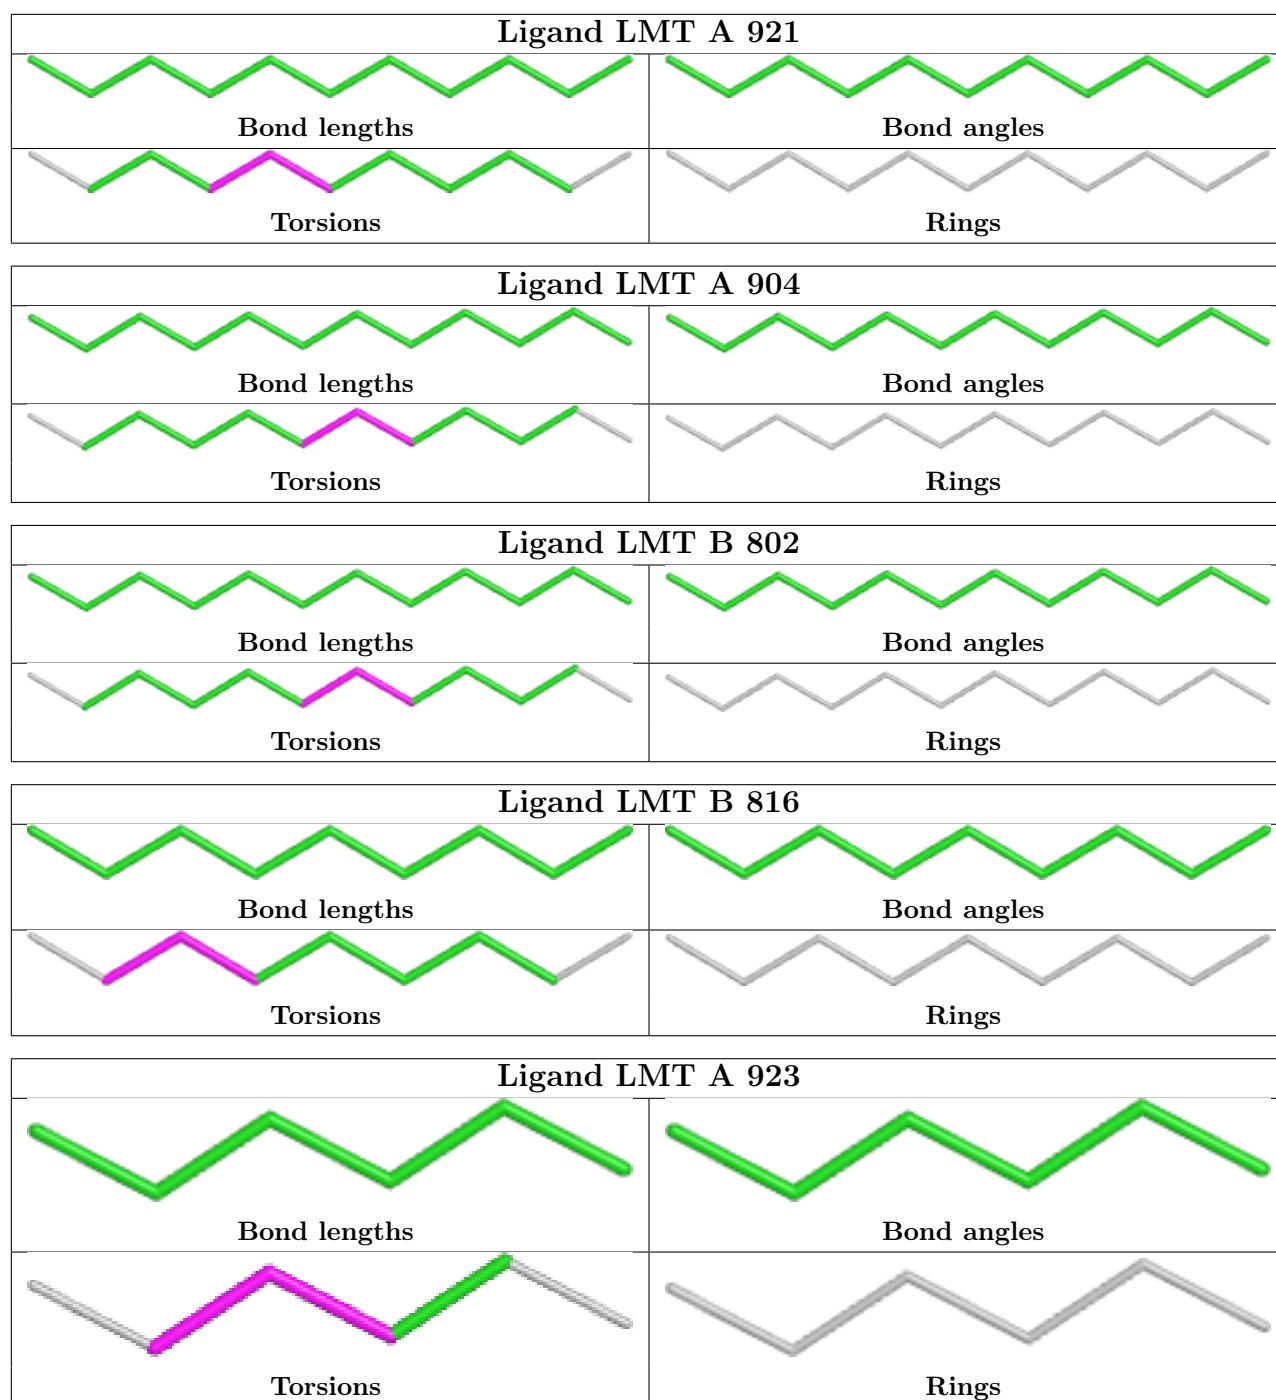 Ligand LMT A 921
Bond lengths Bond angles
Torsions Rings
Ligand LMT A 904
Bond lengths Bond angles
Torsions Rings
Ligand LMT B 802
Bond lengths Bond angles
Torsions Rings
Ligand LMT B 816
Bond lengths Bond angles
Torsions Rings
Ligand LMT A 923
Bond lengths Bond angles
Torsions Rings